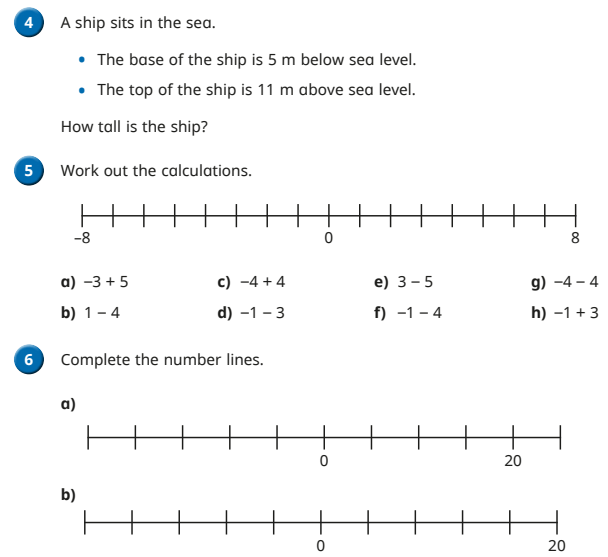 4 A ship sits in the sea.
• The base of the ship is 5 m below sea level.
• The top of the ship is 11 m above sea level.
How tall is the ship?
5 Work out the calculations.
–8 0 8
a) −3 + 5 c) −4 + 4 e) 3 − 5 g) −4 − 4
b) 1 − 4 d) −1 − 3 f) −1 − 4 h) −1 + 3
6 Complete the number lines.
a)
0 20
b)
0 20